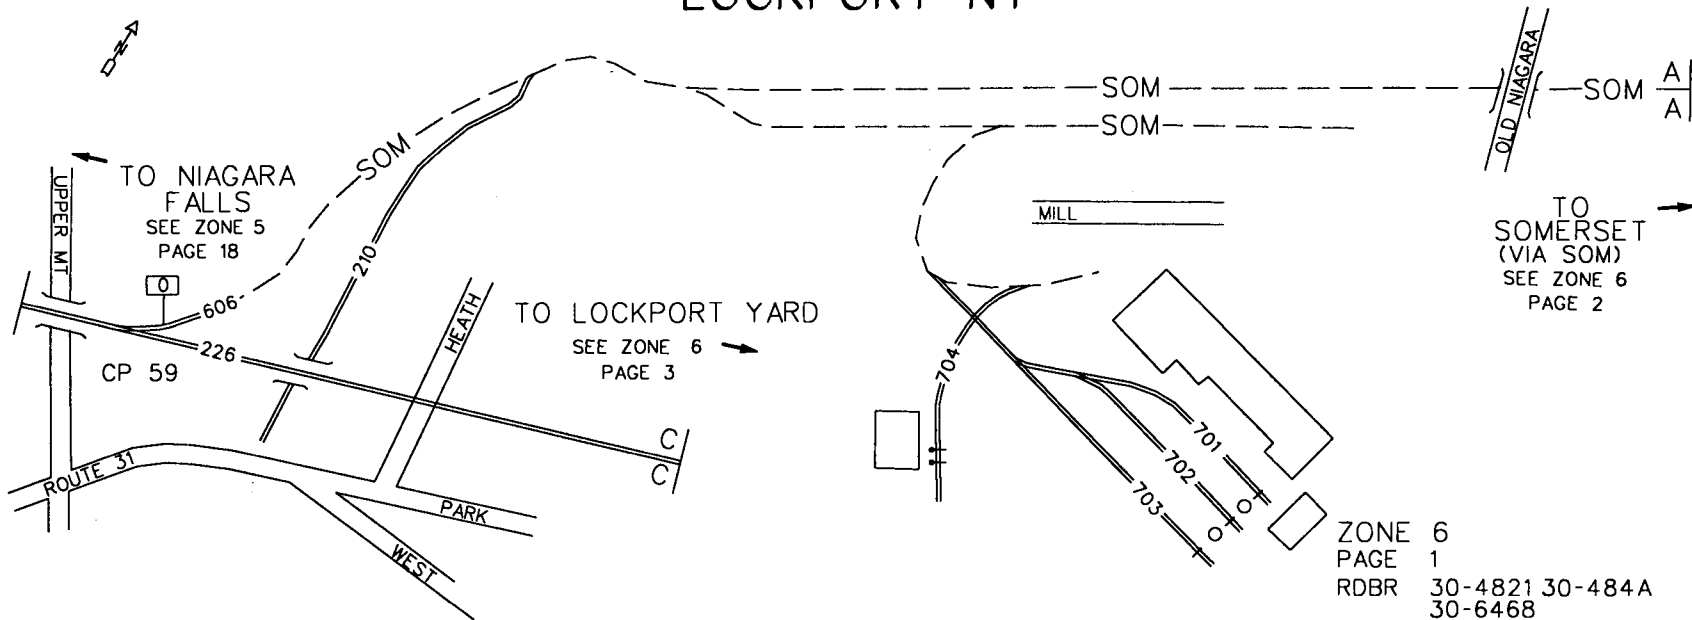 LOCKPORT NY
N
SOM
A
SOM
A
SOM
SOM
OLD NIAGARA
TO NIAGARA
FALLS
SEE ZONE 5
PAGE 18
UPPER MT
0
606
210
226
CP 59
HEATH
TO LOCKPORT YARD
SEE ZONE 6
PAGE 3
MILL
TO
SOMERSET
(VIA SOM)
SEE ZONE 6
PAGE 2
704
C
C
ROUTE 31
PARK
WEST
701
702
703
ZONE 6
PAGE 1
RDBR 30-4821 30-484A
30-6468